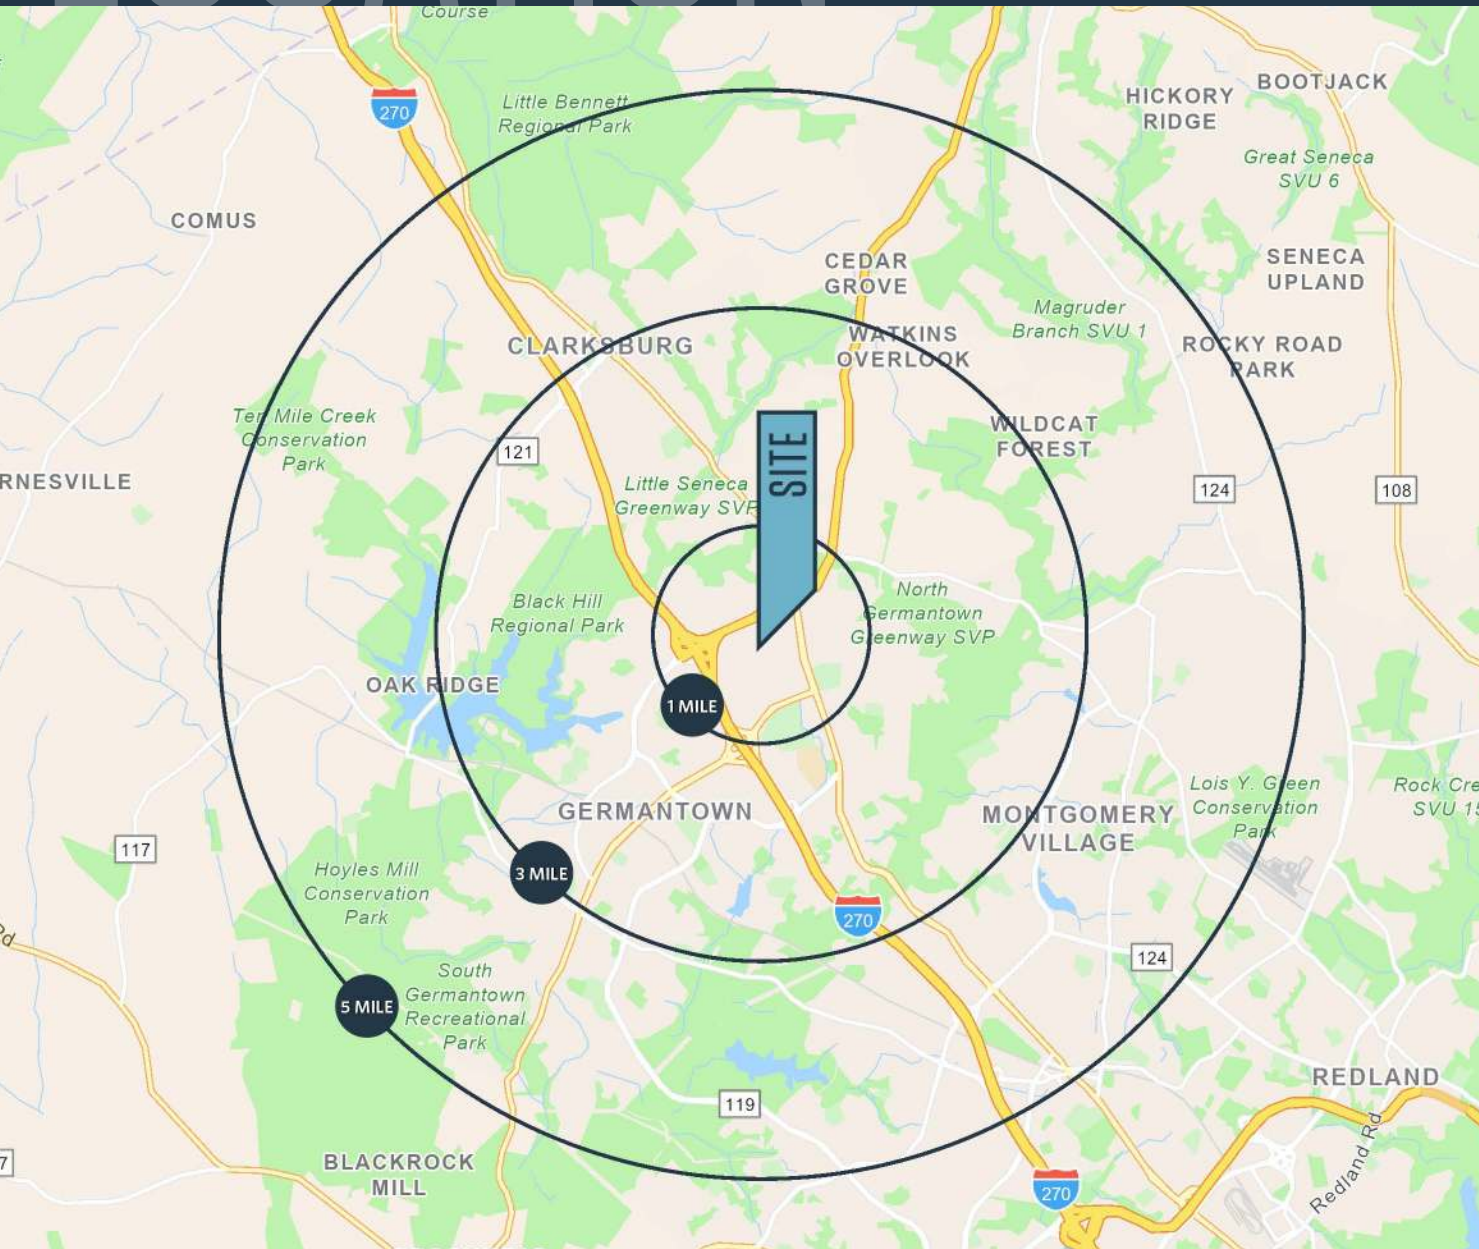 Course
270
Little Bennett
Regional Park
HICKORY
RIDGE
BOOTJACK
Great Seneca
SVU 6
COMUS
CEDAR
GROVE
SENECA
UPLAND
Magruder
Branch SVU 1
CLARKSBURG
WATKINS
OVERLOOK
ROCKY ROAD
PARK
Ten Mile Creek
Conservation
Park
WILDCAT
FOREST
121
SITE
RNESVILLE
Little Seneca
Greenway SVP
124
108
Black Hill
Regional Park
North
Germantown
Greenway SVP
OAK RIDGE
1 MILE
GERMANTOWN
MONTGOMERY
VILLAGE
Lois Y. Green
Conservation
Park
Rock Cre
SVU 15
117
3 MILE
Hoyles Mill
Conservation
Park
270
Rd
124
5 MILE
South
Germantown
Recreational
Park
REDLAND
119
Redland Rd
BLACKROCK
MILL
7
270